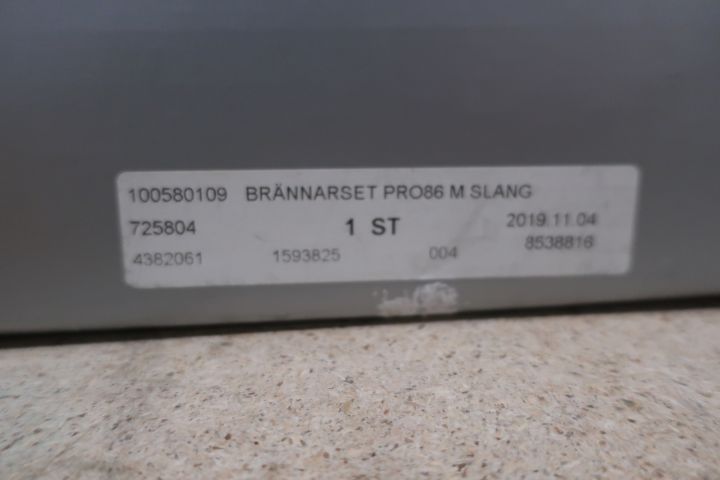 100580109 BRÄNNARSET PRO86 M SLANG
725804 1 ST 2019.11.04
4382061 1593825 004 8538816